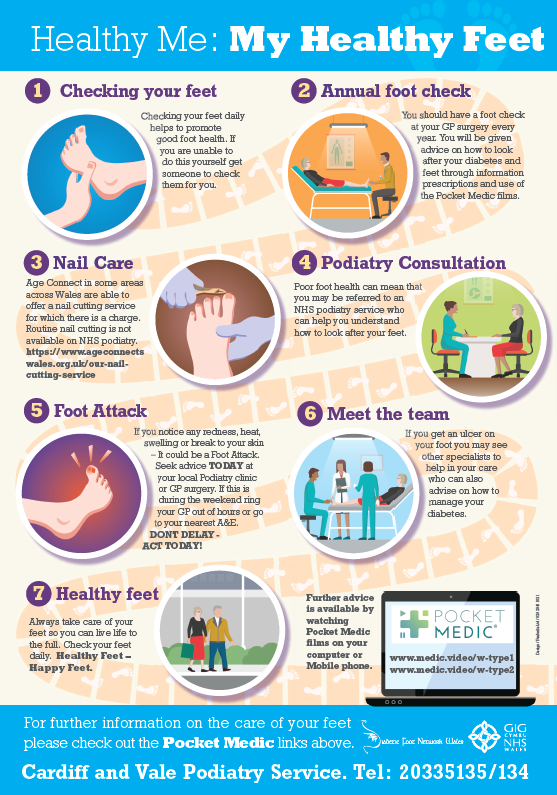 Healthy Me: My Healthy Feet
1 Checking your feet
Checking your feet daily
helps to promote
good foot health. If
you are unable to
do this yourself get
someone to check
them for you.
2 Annual foot check
You should have a foot check
at your GP surgery every
year. You will be given
advice on how to look
after your diabetes and
feet through information
prescriptions and use of
the Pocket Medic films.
3 Nail Care
Age Connect in some areas
across Wales are able to
offer a nail cutting service
for which there is a charge.
Routine nail cutting is not
available on NHS podiatry.
https://www.ageconnects
wales.org.uk/our-nail-
cutting-service
4 Podiatry Consultation
Poor foot health can mean that
you may be referred to an
NHS podiatry service who
can help you understand
how to look after your feet.
5 Foot Attack
If you notice any redness, heat,
swelling or break to your skin
– It could be a Foot Attack.
Seek advice TODAY at
your local Podiatry clinic
or GP surgery. If this is
during the weekend ring
your GP out of hours or go
to your nearest A&E.
DONT DELAY -
ACT TODAY!
6 Meet the team
If you get an ulcer on
your foot you may see
other specialists to
help in your care
who can also
advise on how to
manage your
diabetes.
7 Healthy feet
Always take care of your
feet so you can live life to
the full. Check your feet
daily. Healthy Feet –
Happy Feet.
Further advice
is available by
watching
Pocket Medic
films on your
computer or
Mobile phone.
POCKET
MEDIC
www.medic.video/w-type1
www.medic.video/w-type2
For further information on the care of your feet
please check out the Pocket Medic links above.
Diabetic Foot Network Wales
GIG
CYMRU
NHS
WALES
Cardiff and Vale Podiatry Service. Tel: 20335135/134